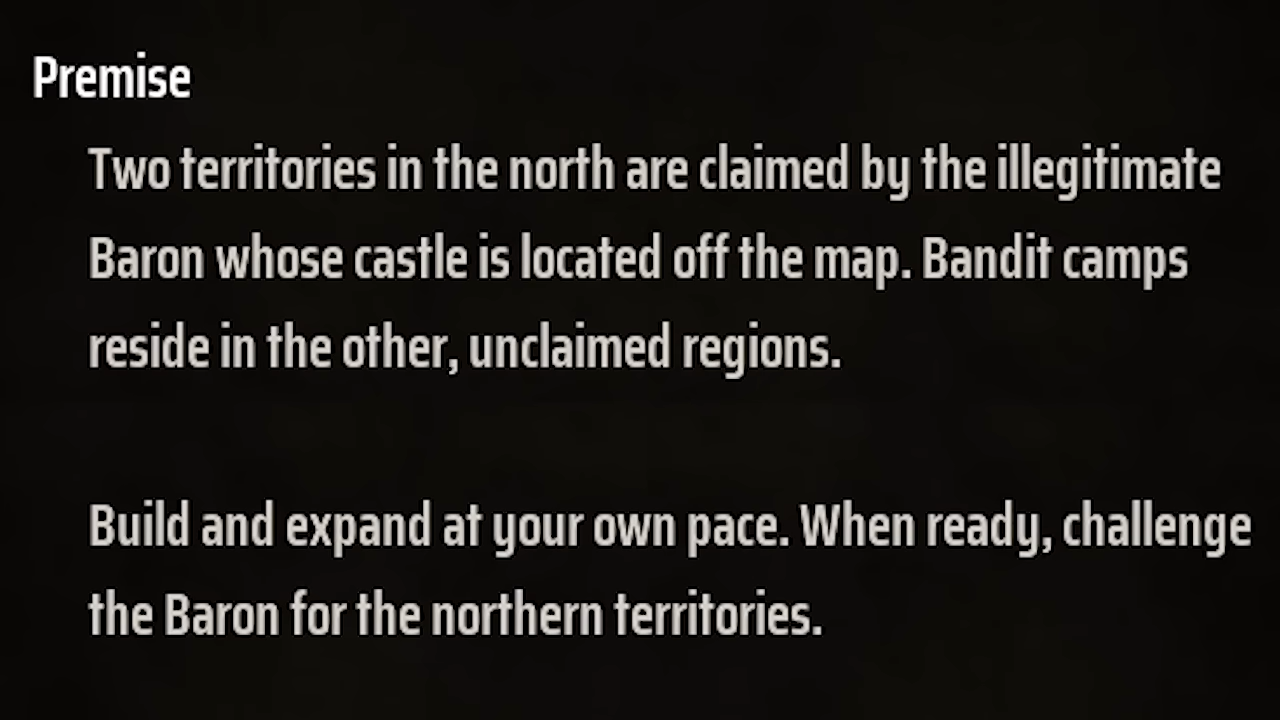 Premise
Two territories in the north are claimed by the illegitimate
Baron whose castle is located off the map. Bandit camps
reside in the other, unclaimed regions.
Build and expand at your own pace. When ready, challenge
the Baron for the northern territories.